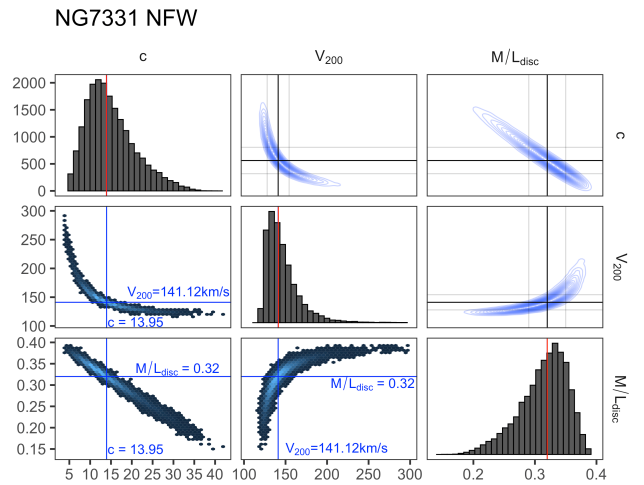 NG7331 NFW
c
V200
M/Ldisc
2000
1500
1000
500
0
c
300
250
200
150
100
V200=141.12km/s
c = 13.95
V200
0.40
0.35
0.30
0.25
0.20
0.15
M/Ldisc = 0.32
c = 13.95
M/Ldisc = 0.32
V200=141.12km/s
M/Ldisc
5 10 15 20 25 30 35 40
100 150 200 250 300
0.2 0.3 0.4